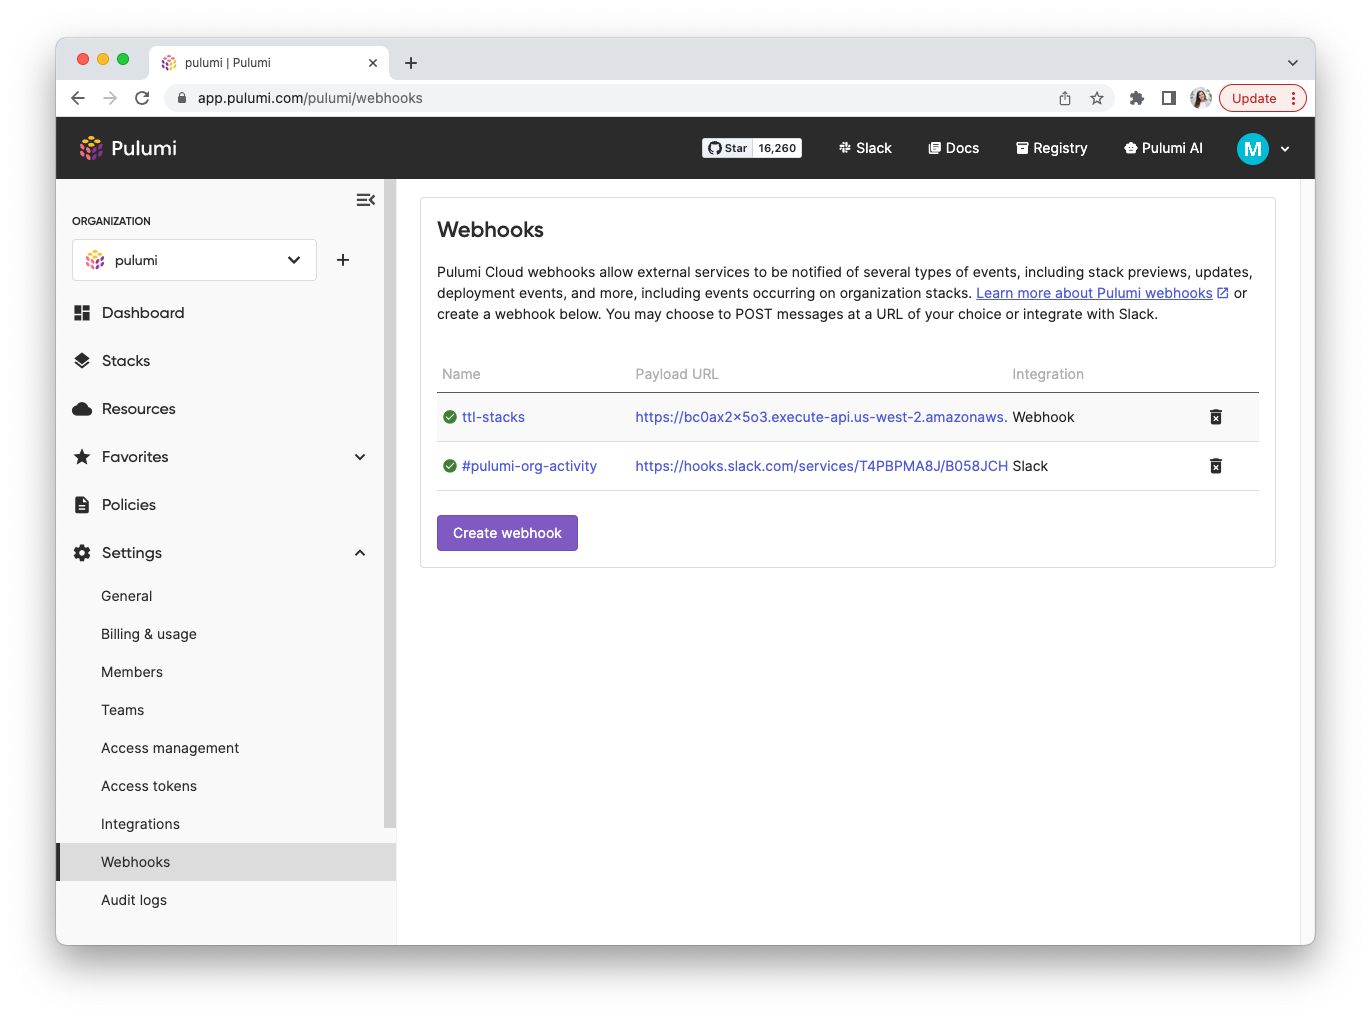 pulumi | Pulumi
app.pulumi.com/pulumi/webhooks
Update
Pulumi
Star 16,260
Slack
Docs
Registry
Pulumi AI
M
ORGANIZATION
pulumi
Dashboard
Stacks
Resources
Favorites
Policies
Settings
General
Billing & usage
Members
Teams
Access management
Access tokens
Integrations
Webhooks
Audit logs
Webhooks
Pulumi Cloud webhooks allow external services to be notified of several types of events, including stack previews, updates,
deployment events, and more, including events occurring on organization stacks. Learn more about Pulumi webhooks or
create a webhook below. You may choose to POST messages at a URL of your choice or integrate with Slack.
Name Payload URL Integration
ttl-stacks https://bc0ax2x5o3.execute-api.us-west-2.amazonaws. Webhook
#pulumi-org-activity https://hooks.slack.com/services/T4PBPMA8J/B058JCH Slack
Create webhook